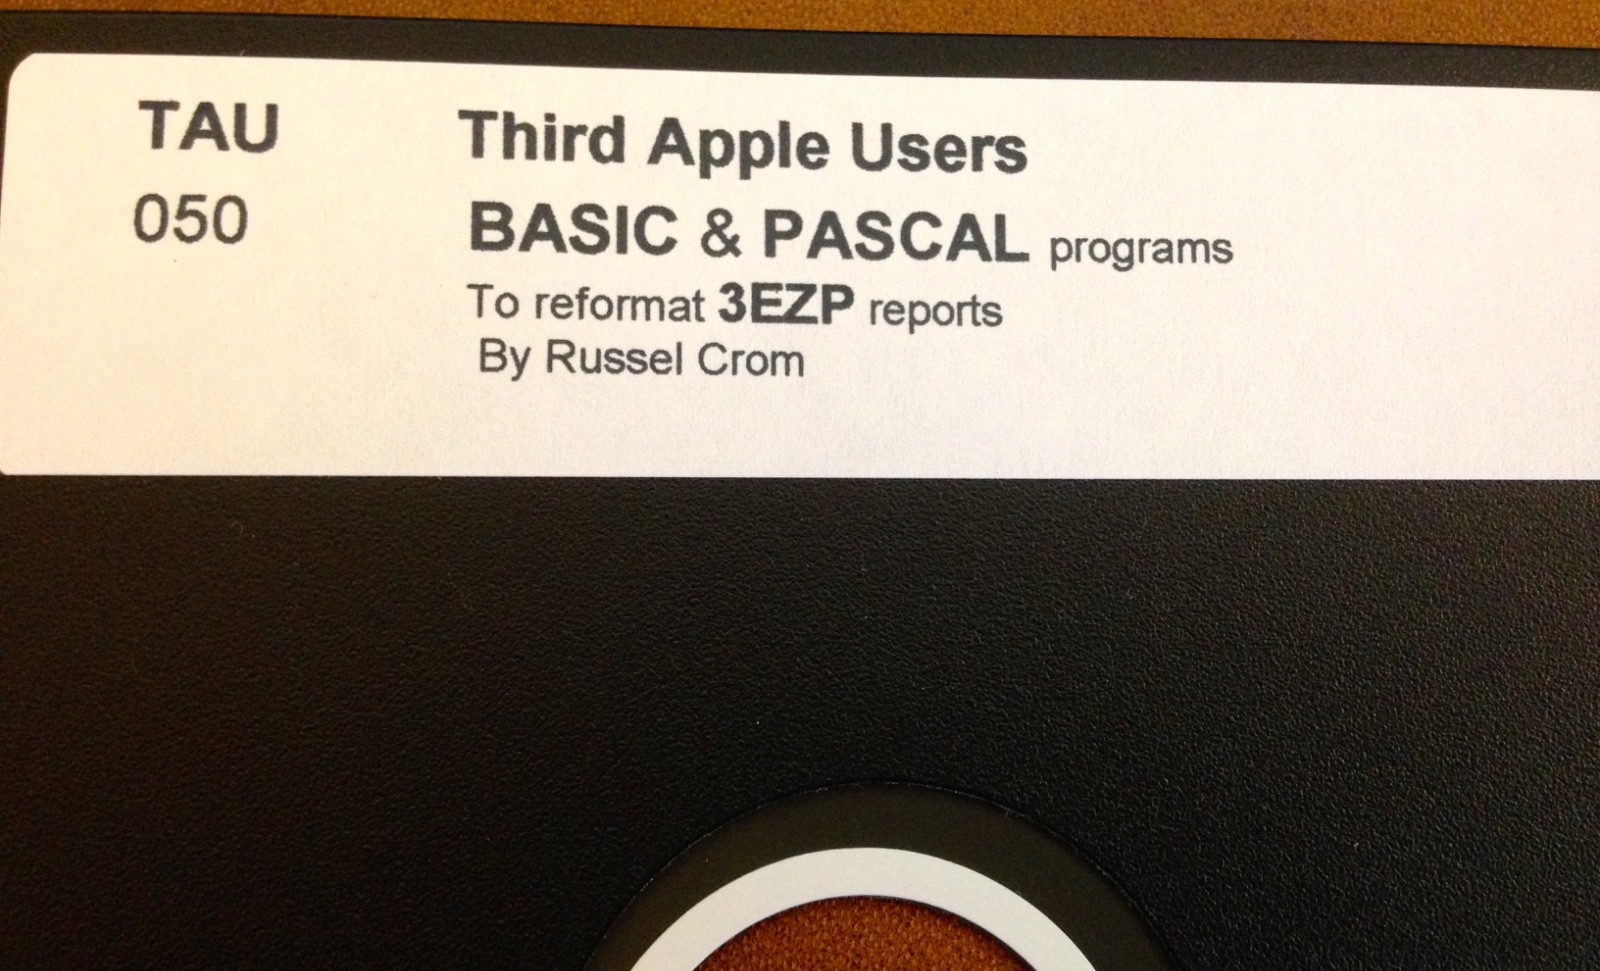 TAU Third Apple Users
050 BASIC & PASCAL programs
To reformat 3EZP reports
By Russel Crom